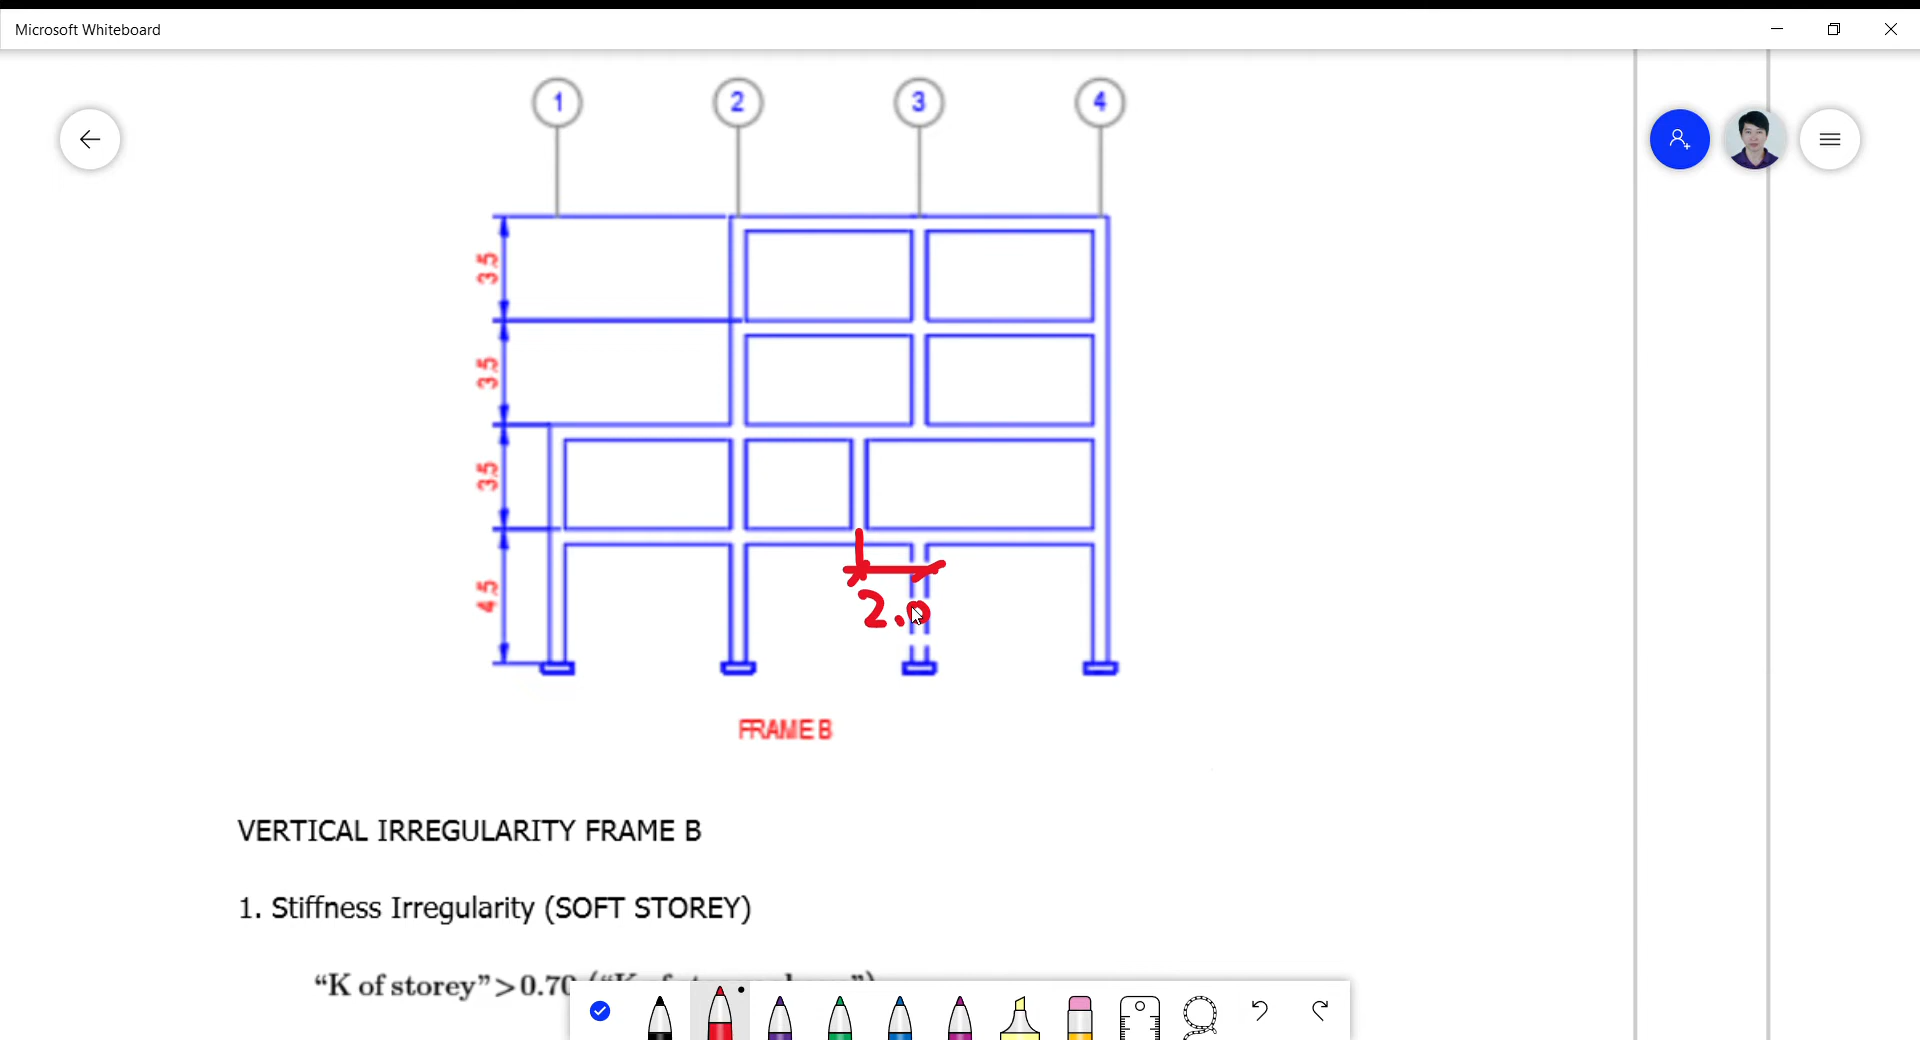 Microsoft Whiteboard
1 2 3 4
3.5
3.5
3.5
4.5
2.0
FRAME B
VERTICAL IRREGULARITY FRAME B
1. Stiffness Irregularity (SOFT STOREY)
“K of storey”>0.70 (“K of